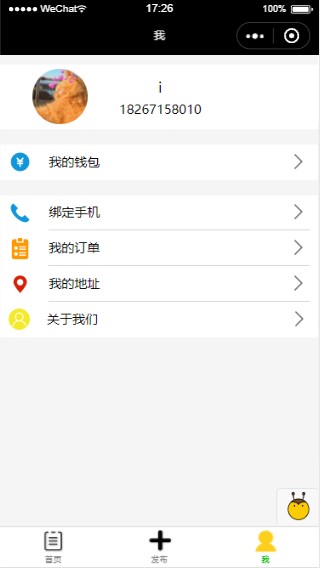 WeChat 17:26 100%
我
i
18267158010
我的钱包
绑定手机
我的订单
我的地址
关于我们
首页 发布 我